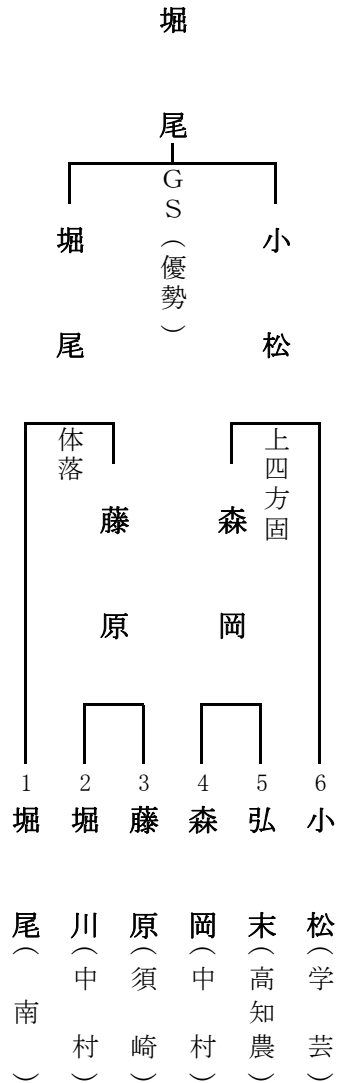 堀尾
GS（優勢）
堀尾
小松
体落
上四方固
藤原
森岡
1
2
3
4
5
6
堀尾（南）
堀川（中村）
藤原（須崎）
森岡（中村）
弘末（高知農）
小松（学芸）